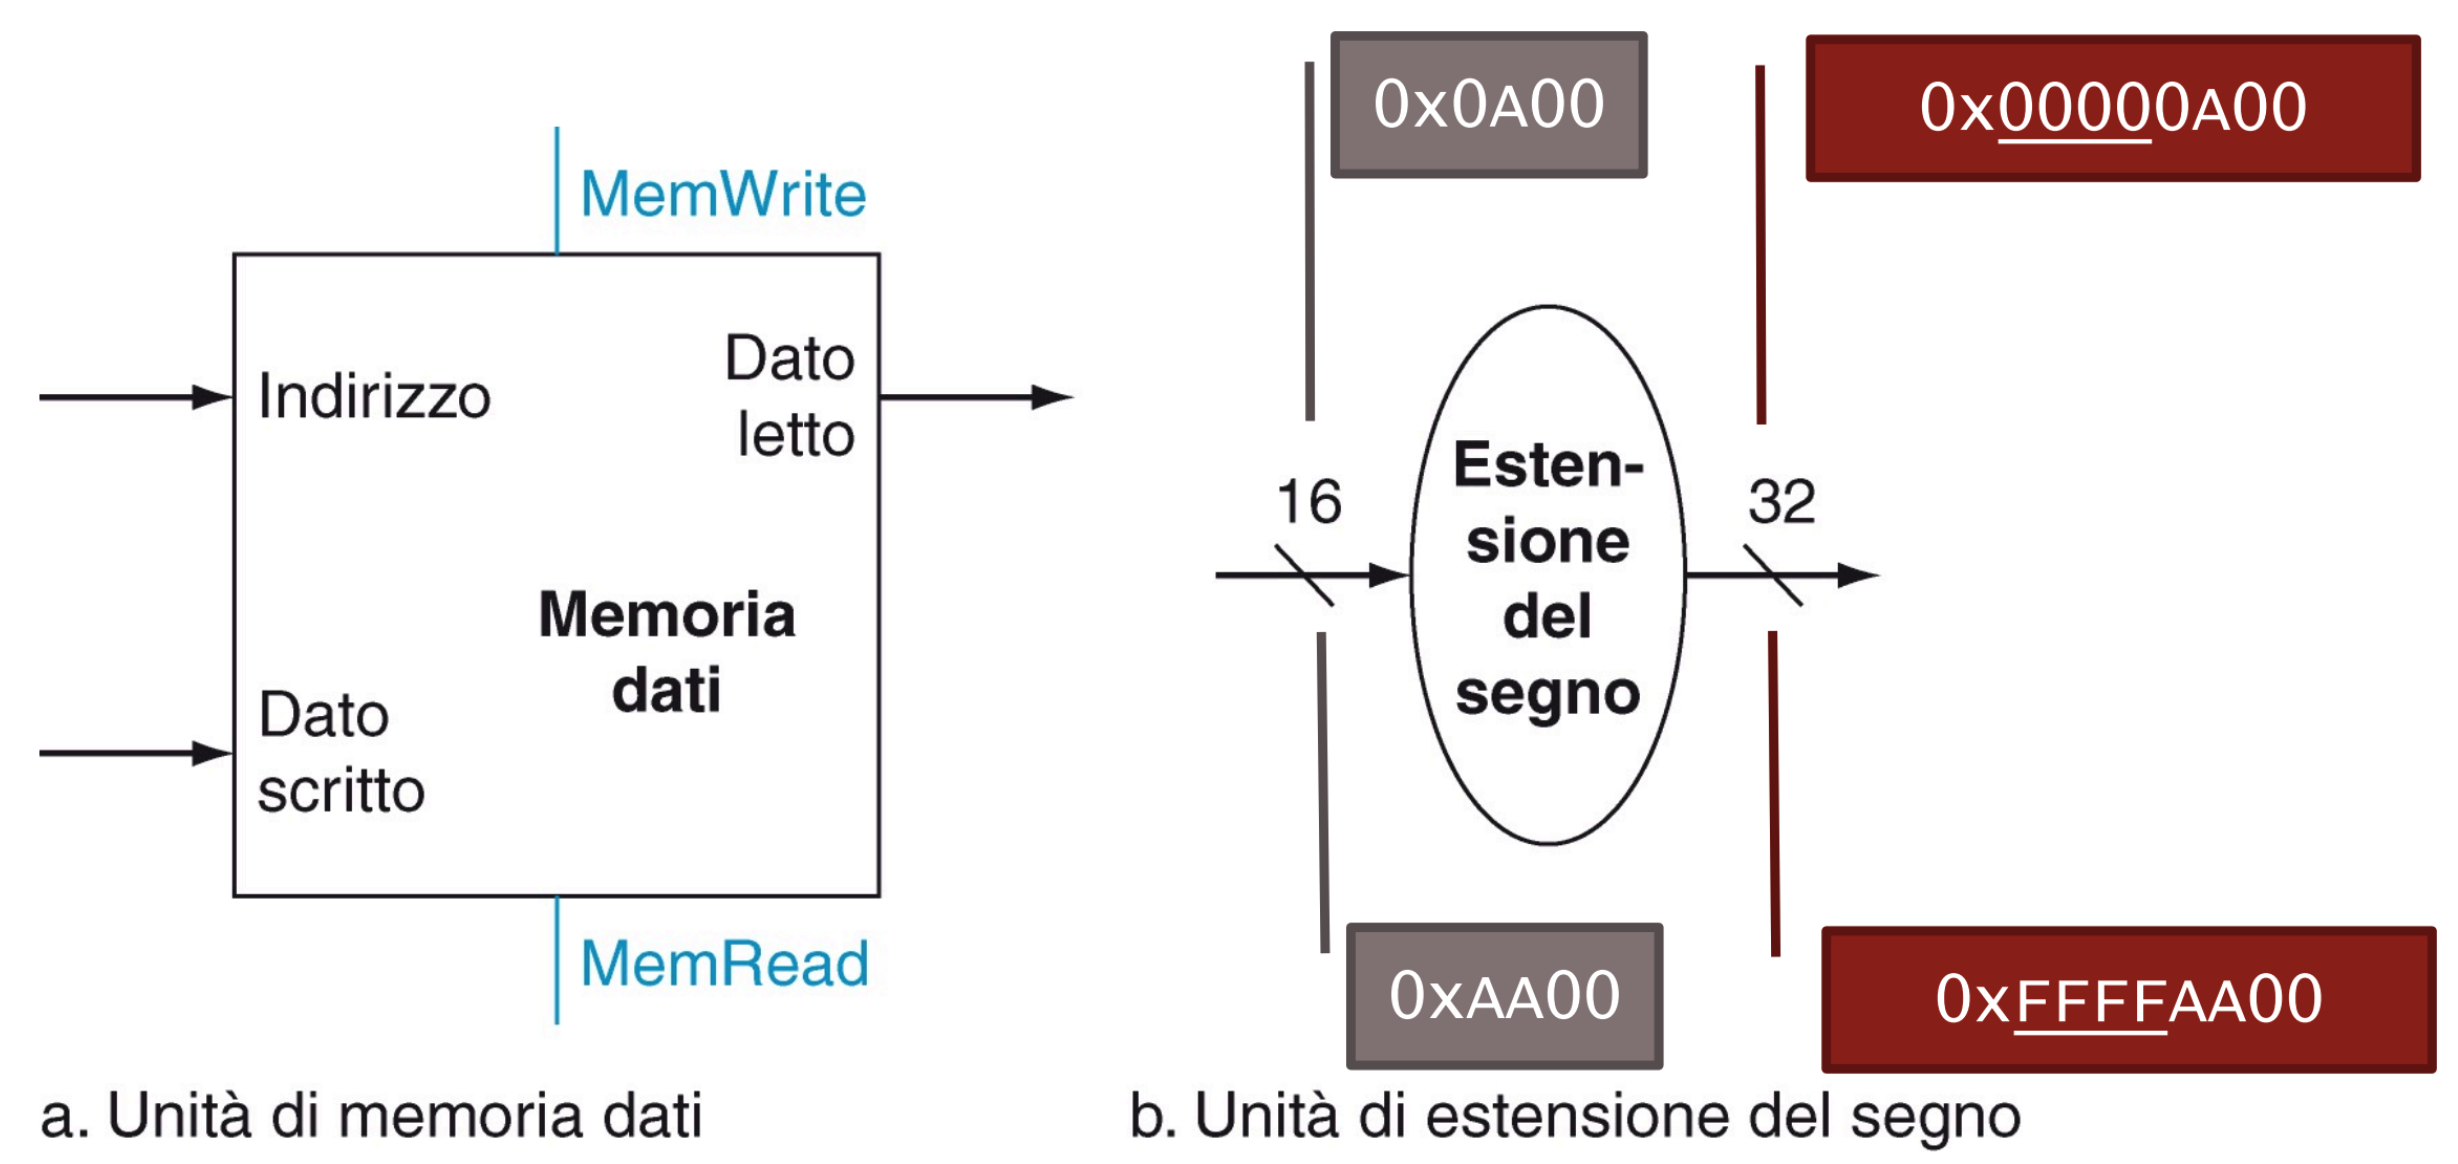 MemWrite
Indirizzo
Dato
letto
Memoria
dati
Dato
scritto
MemRead
a. Unità di memoria dati
0x0A00
0x00000A00
16
32
Esten-
sione
del
segno
0xAA00
0xFFFFAA00
b. Unità di estensione del segno